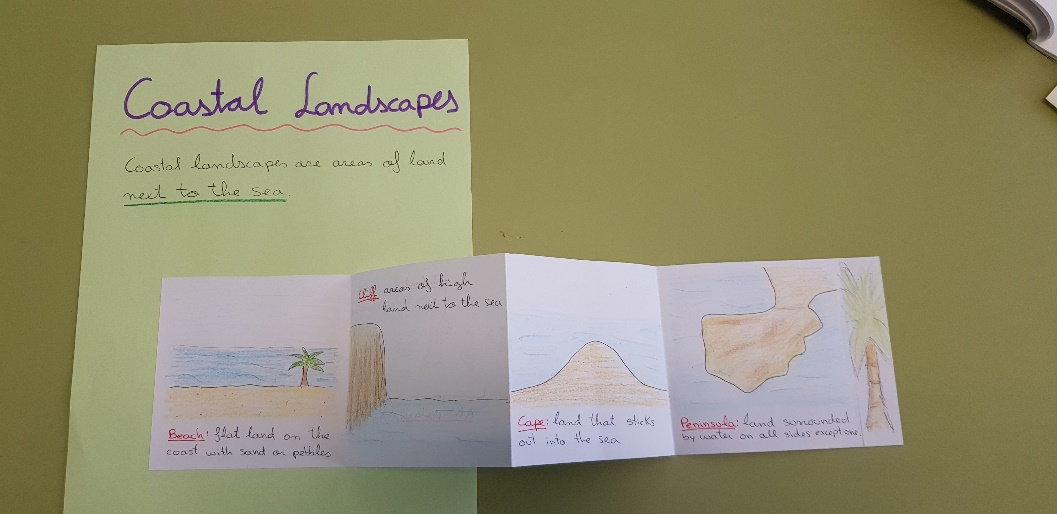 Coastal Landscapes
Coastal landscapes are areas of land
next to the sea
Beach: flat land on the
coast with sand or pebbles
Cliff: areas of high
land next to the sea
Cape: land that sticks
out into the sea
Peninsula: land surrounded
by water on all sides except one.